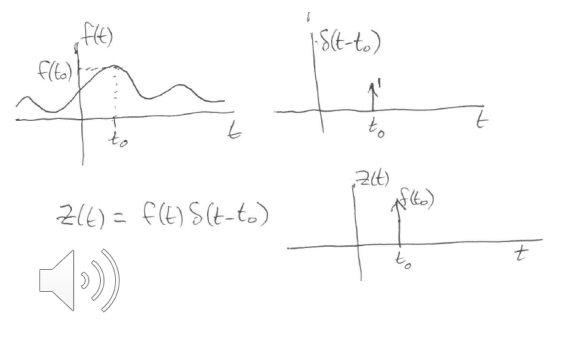 f(t)
f(t₀)
t₀
t
δ(t-t₀)
1
t₀
t
z(t) = f(t) δ(t-t₀)
z(t)
f(t₀)
t₀
t